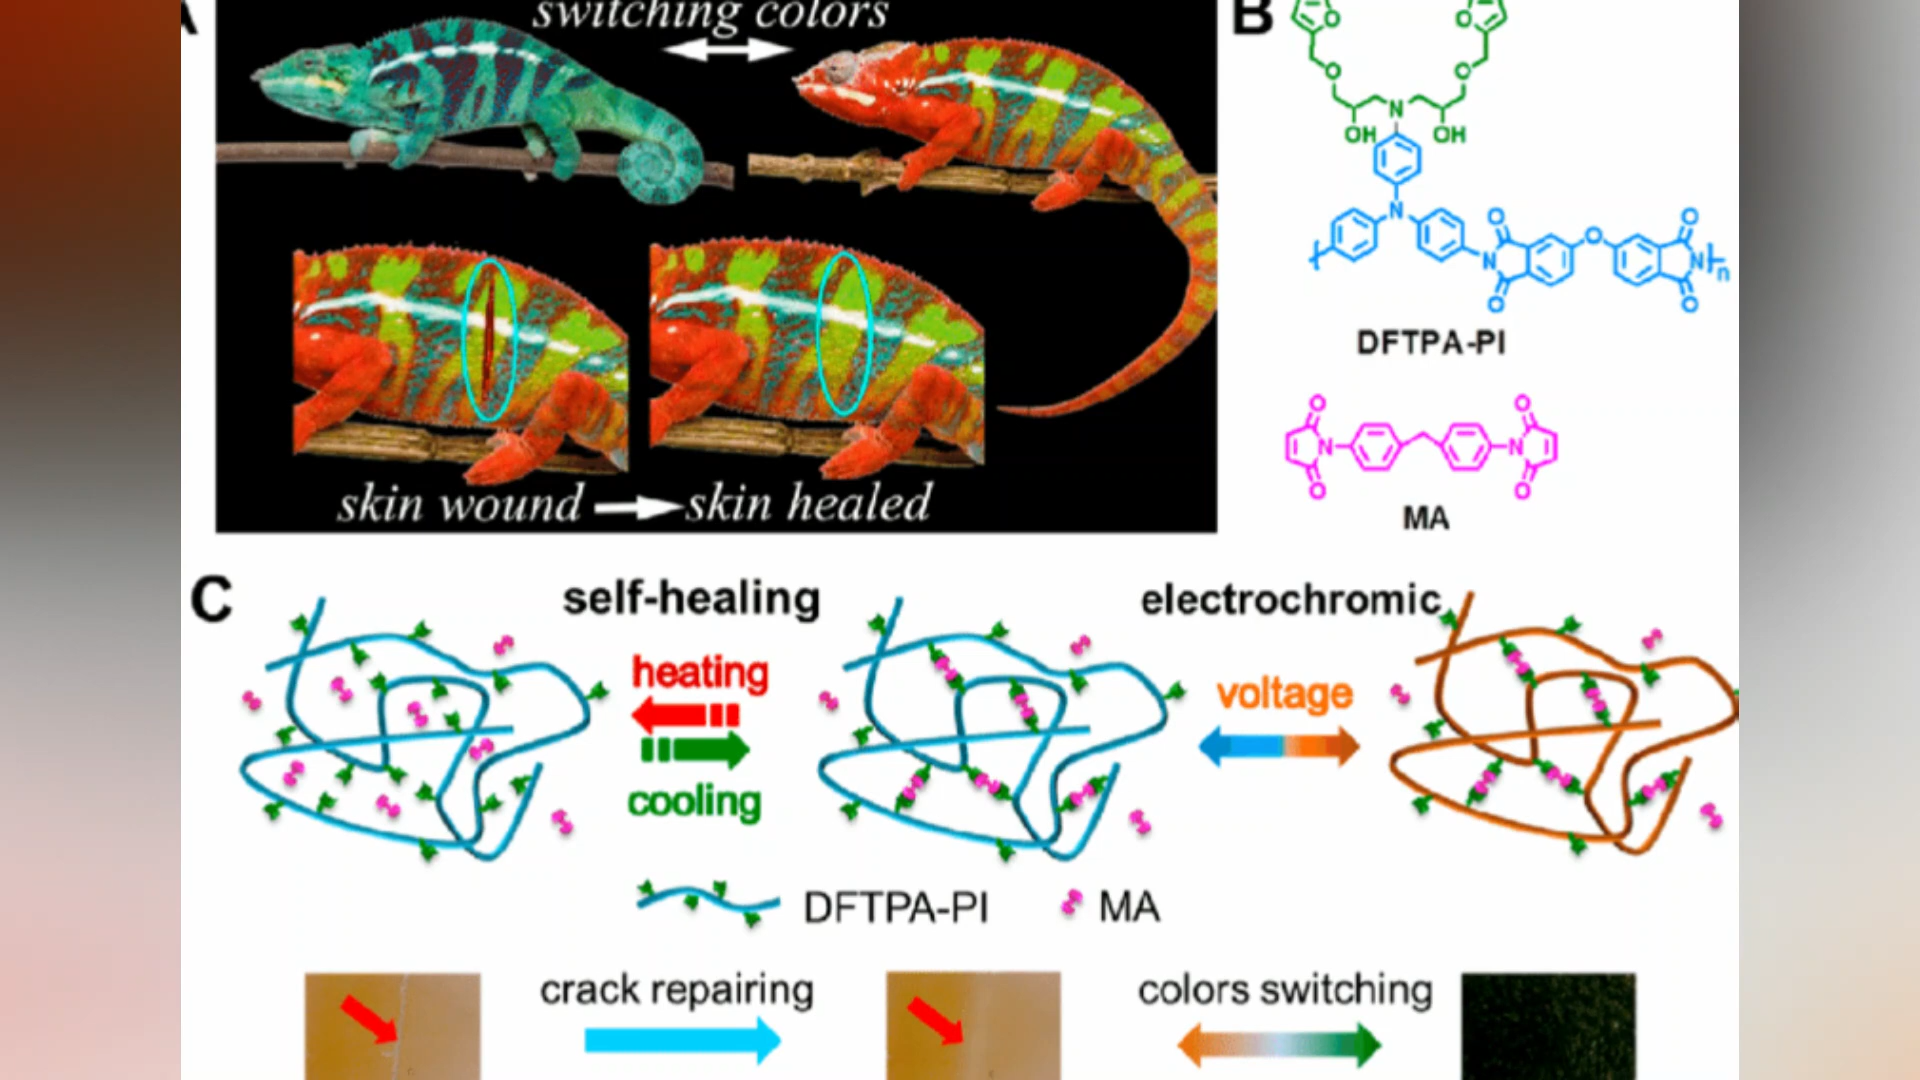 A
switching colors
skin wound
skin healed
B
O
O
O
O
N
OH
OH
N
O
O
O
N
N
n
O
O
DFTPA-PI
O
O
N
N
O
O
MA
C
self-healing
electrochromic
heating
voltage
cooling
DFTPA-PI
MA
crack repairing
colors switching